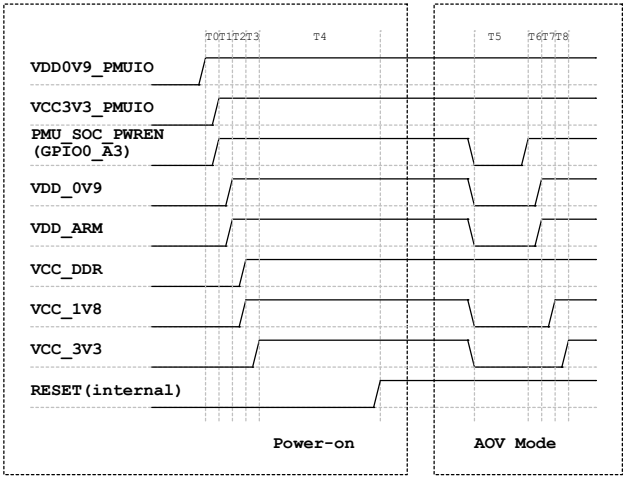 T0T1T2T3 T4 T5 T6T7T8
VDD0V9_PMUIO
VCC3V3_PMUIO
PMU_SOC_PWREN
(GPIO0_A3)
VDD_0V9
VDD_ARM
VCC_DDR
VCC_1V8
VCC_3V3
RESET(internal)
Power-on AOV Mode